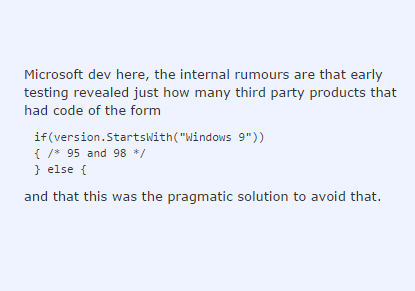 Microsoft dev here, the internal rumours are that early
testing revealed just how many third party products that
had code of the form
if(version.StartsWith("Windows 9"))
{ /* 95 and 98 */
} else {
and that this was the pragmatic solution to avoid that.